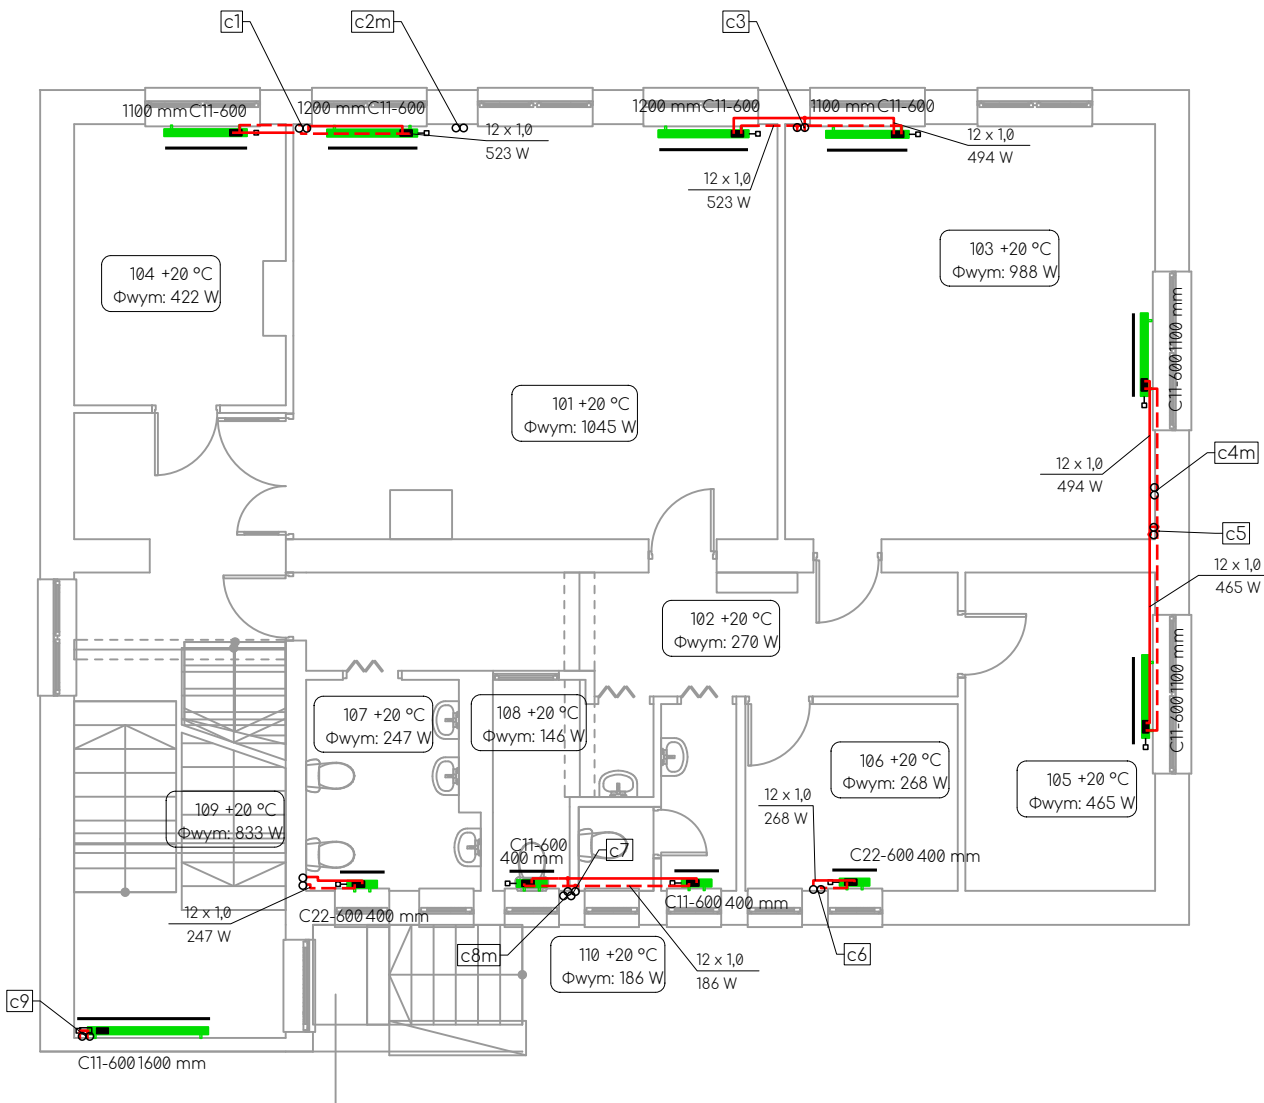 c1
c2m
c3
1100 mm C11-600
1200 mm C11-600
1200 mm C11-600
1100 mm C11-600
12 x 1,0
523 W
12 x 1,0
494 W
12 x 1,0
523 W
104 +20 °C
Φwym: 422 W
103 +20 °C
Φwym: 988 W
C11-600 1100 mm
101 +20 °C
Φwym: 1045 W
12 x 1,0
494 W
c4m
c5
12 x 1,0
465 W
102 +20 °C
Φwym: 270 W
C11-600 1100 mm
107 +20 °C
Φwym: 247 W
108 +20 °C
Φwym: 146 W
106 +20 °C
Φwym: 268 W
105 +20 °C
Φwym: 465 W
109 +20 °C
Φwym: 833 W
12 x 1,0
268 W
C11-600
400 mm
c7
C22-600 400 mm
12 x 1,0
247 W
C22-600 400 mm
C11-600 400 mm
c8m
110 +20 °C
Φwym: 186 W
12 x 1,0
186 W
c6
c9
C11-600 1600 mm